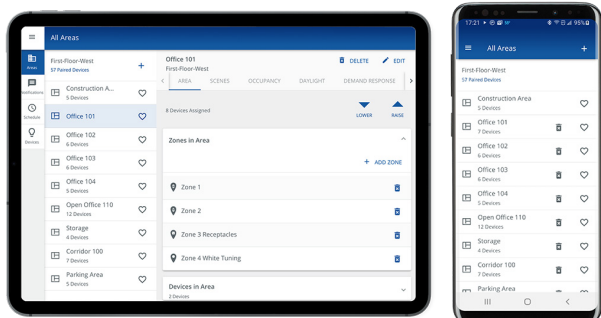 All Areas
Areas
Notifications
Schedule
Devices
First-Floor-West
57 Paired Devices
+
Construction A...
5 Devices
Office 101
Office 102
6 Devices
Office 103
6 Devices
Office 104
5 Devices
Open Office 110
12 Devices
Storage
4 Devices
Corridor 100
7 Devices
Parking Area
5 Devices
Office 101
First-Floor-West
DELETE
EDIT
AREA SCENES OCCUPANCY DAYLIGHT DEMAND RESPONSE
8 Devices Assigned
LOWER
RAISE
Zones in Area
+ ADD ZONE
Zone 1
Zone 2
Zone 3 Receptacles
Zone 4 White Tuning
Devices in Area
2 Devices
17:21
95%
All Areas
+
First-Floor-West
57 Paired Devices
Construction Area
5 Devices
Office 101
7 Devices
Office 102
6 Devices
Office 103
6 Devices
Office 104
5 Devices
Open Office 110
12 Devices
Storage
4 Devices
Corridor 100
7 Devices
Parking Area